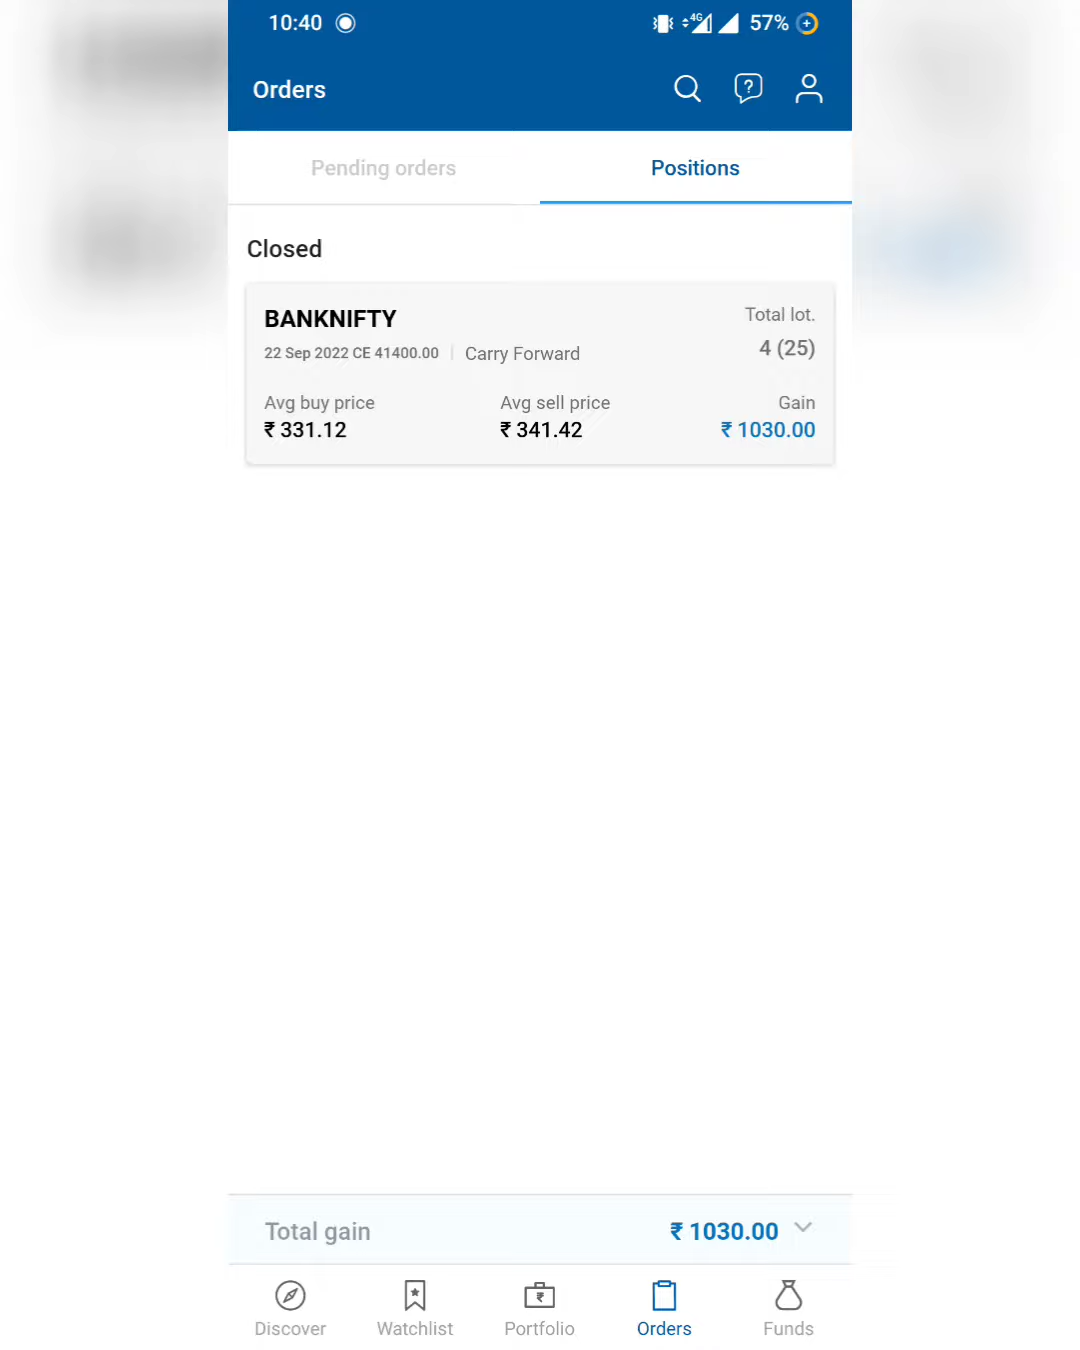 10:40 4G 57%
Orders
Pending orders Positions
Closed
BANKNIFTY Total lot.
22 Sep 2022 CE 41400.00 Carry Forward 4 (25)
Avg buy price Avg sell price Gain
₹ 331.12 ₹ 341.42 ₹ 1030.00
Total gain ₹ 1030.00
Discover Watchlist Portfolio Orders Funds